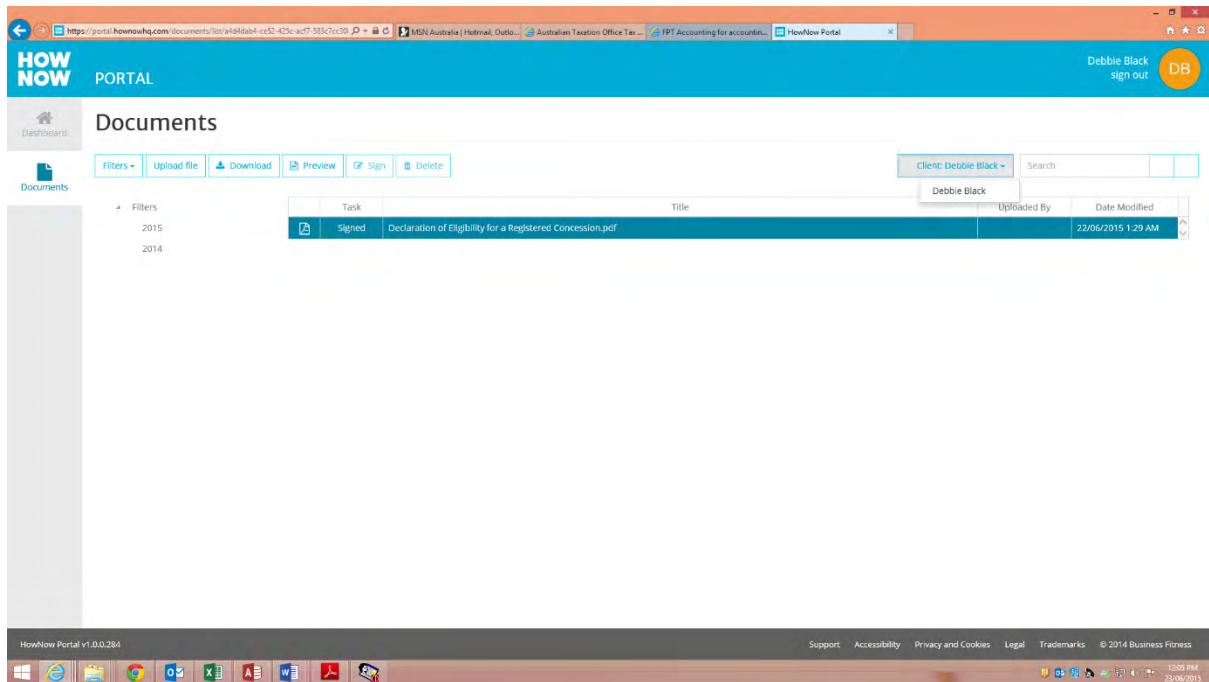 https://portal.hownowhq.com/documents/list/a4d4dab4-ce52-425c-acf7-583c7cc30
MSN Australia | Hotmail, Outlo...
Australian Taxation Office Tax ...
FPT Accounting for accountin...
HowNow Portal
HOW NOW
PORTAL
Debbie Black
sign out
DB
Dashboard
Documents
Documents
Filters
Upload file
Download
Preview
Sign
Delete
Client: Debbie Black
Search
Debbie Black
Filters
2015
2014
Task
Title
Uploaded By
Date Modified
Signed
Declaration of Eligibility for a Registered Concession.pdf
22/06/2015 1:29 AM
HowNow Portal v1.0.0.284
Support
Accessibility
Privacy and Cookies
Legal
Trademarks
© 2014 Business Fitness
12:05 PM
23/06/2015